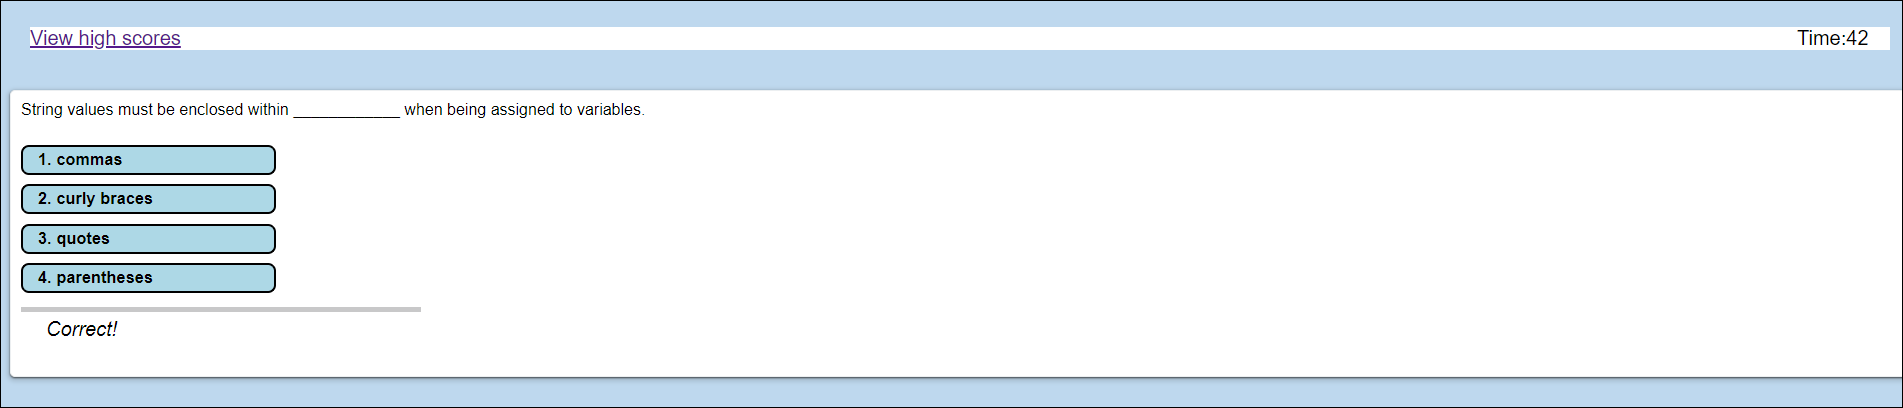 View high scores Time:42
String values must be enclosed within ____________ when being assigned to variables.
1. commas
2. curly braces
3. quotes
4. parentheses
Correct!